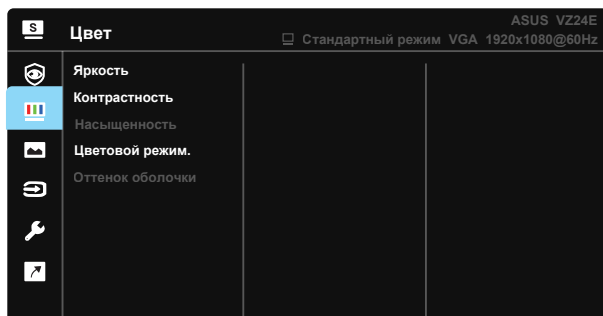 S
ASUS VZ24E
Цвет
Стандартный режим VGA 1920x1080@60Hz
Яркость
Контрастность
Насыщенность
Цветовой режим.
Оттенок оболочки